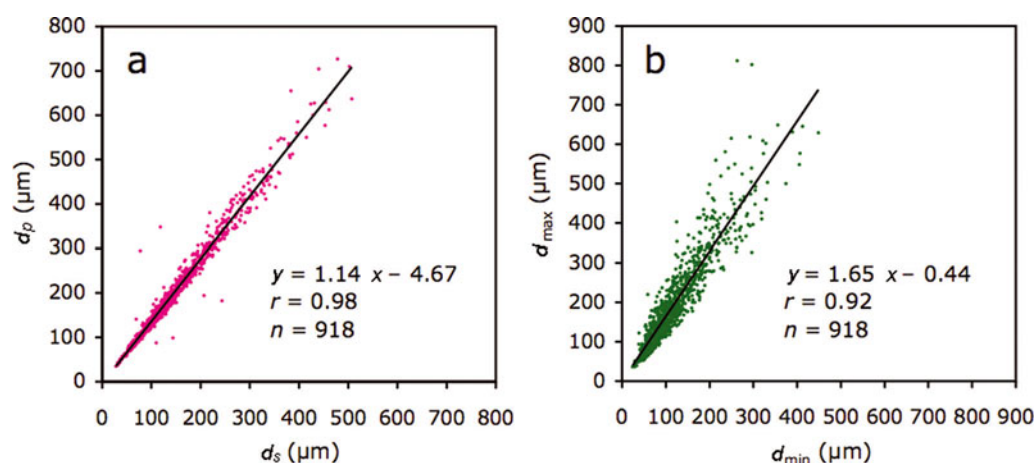 a
800
700
600
500
400
300
200
100
0
dp (µm)
y = 1.14 x – 4.67
r = 0.98
n = 918
0 100 200 300 400 500 600 700 800
ds (µm)
b
900
800
700
600
500
400
300
200
100
0
dmax (µm)
y = 1.65 x – 0.44
r = 0.92
n = 918
0 100 200 300 400 500 600 700 800 900
dmin (µm)